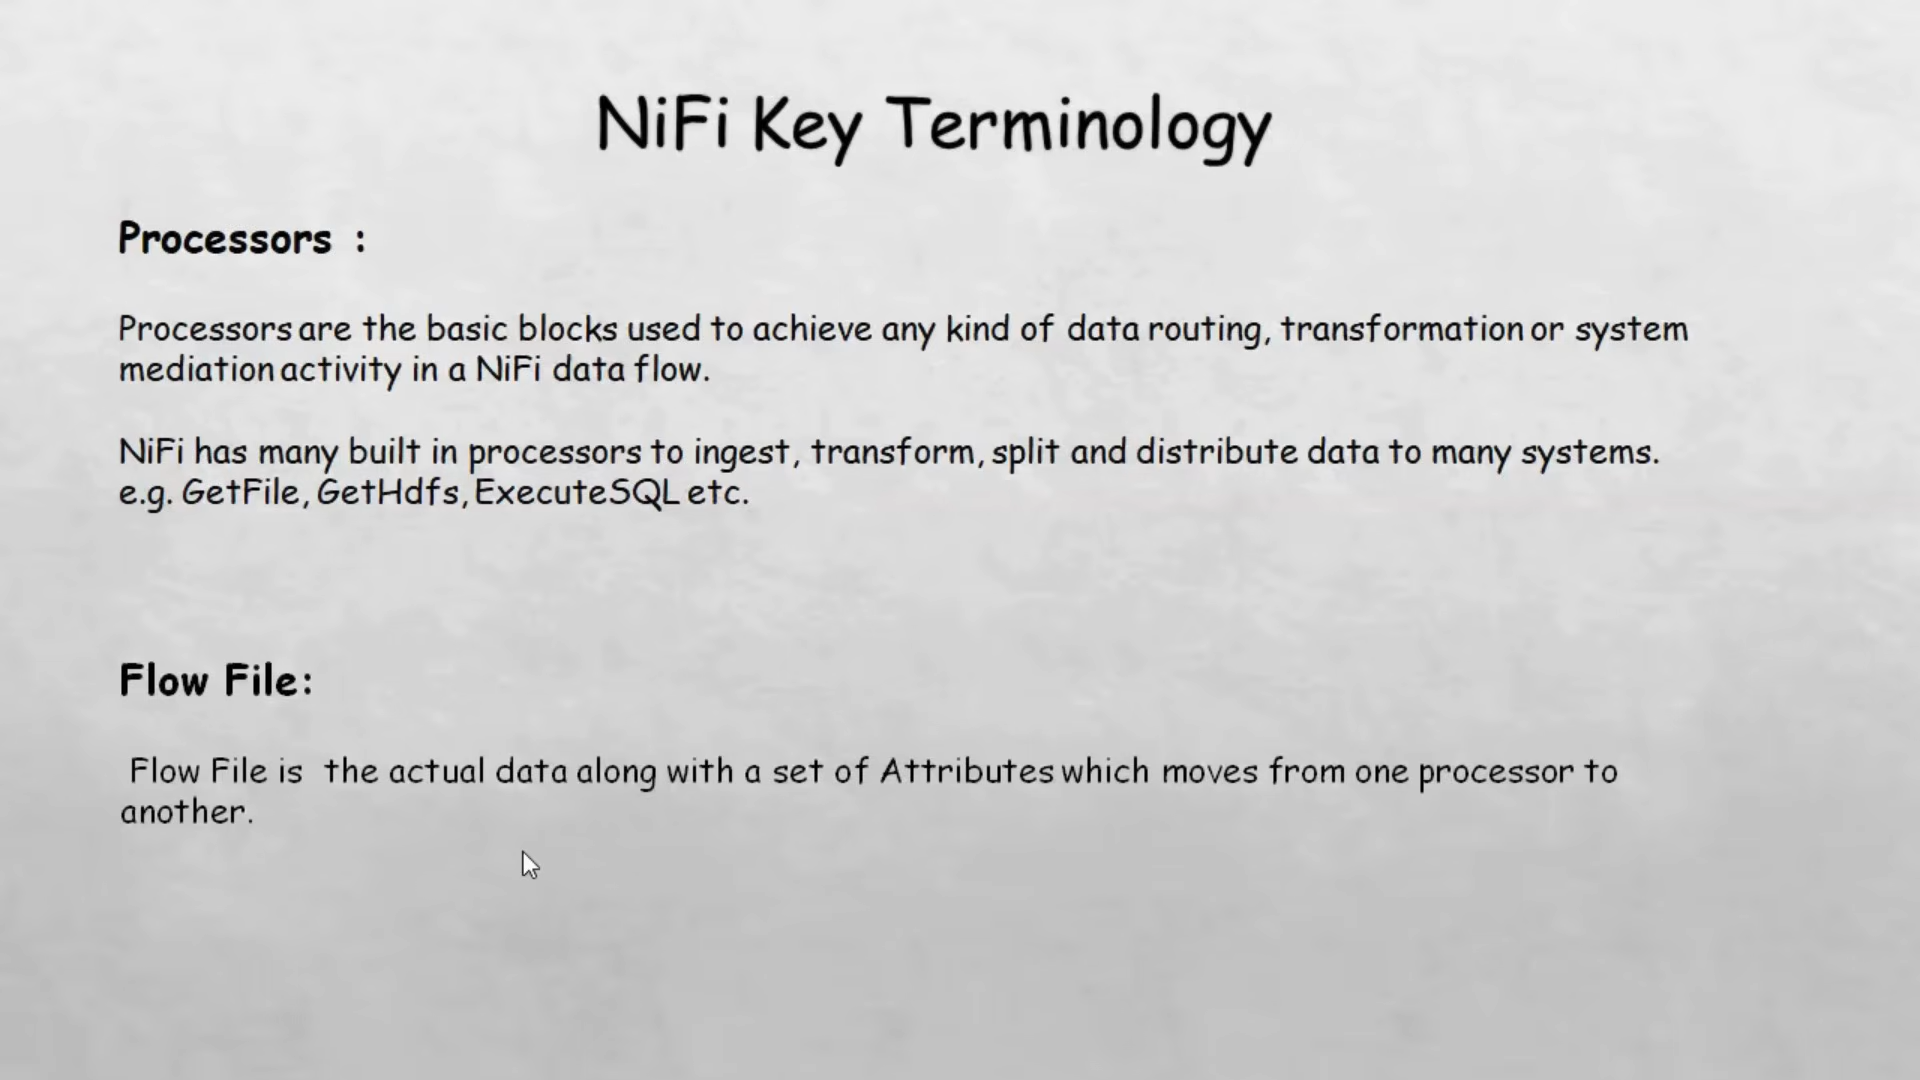 NiFi Key Terminology
Processors :
Processors are the basic blocks used to achieve any kind of data routing, transformation or system
mediation activity in a NiFi data flow.
NiFi has many built in processors to ingest, transform, split and distribute data to many systems.
e.g. GetFile, GetHdfs, ExecuteSQL etc.
Flow File:
Flow File is the actual data along with a set of Attributes which moves from one processor to
another.